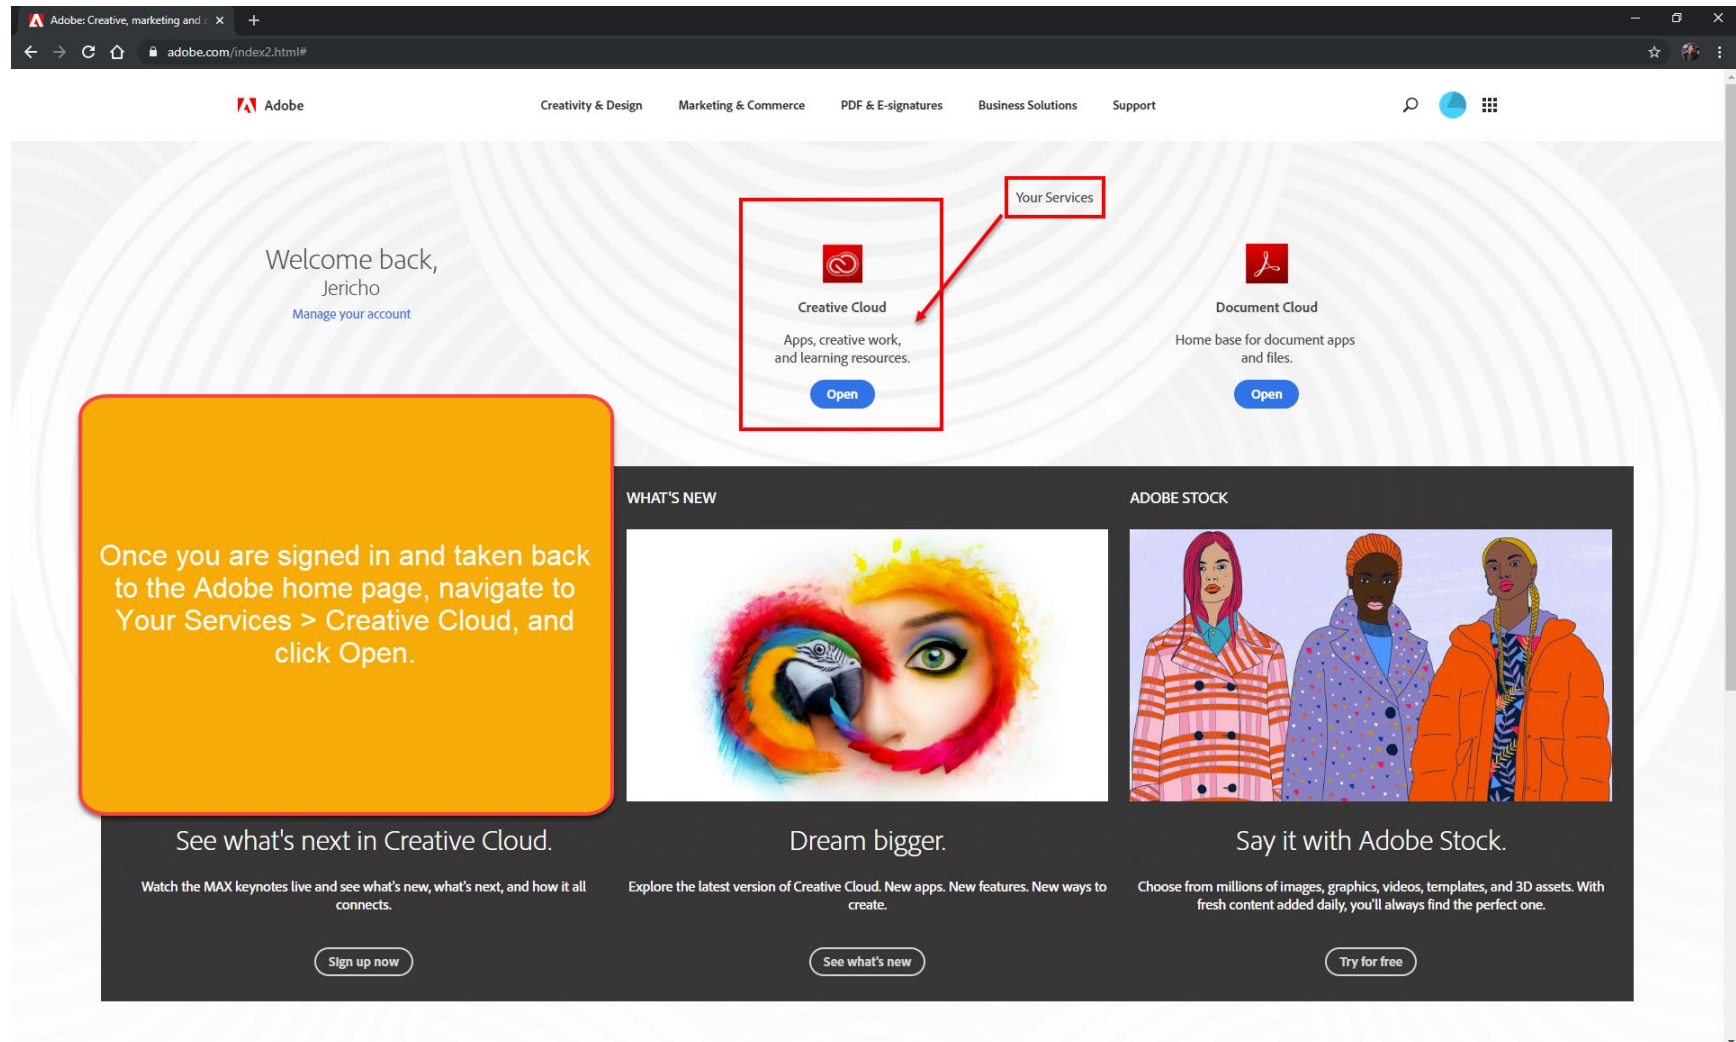 Adobe: Creative, marketing and
adobe.com/index2.html#
Adobe
Creativity & Design
Marketing & Commerce
PDF & E-signatures
Business Solutions
Support
Your Services
Welcome back,
Jericho
Manage your account
Creative Cloud
Apps, creative work,
and learning resources.
Open
Document Cloud
Home base for document apps
and files.
Open
Once you are signed in and taken back
to the Adobe home page, navigate to
Your Services > Creative Cloud, and
click Open.
See what's next in Creative Cloud.
Watch the MAX keynotes live and see what's new, what's next, and how it all
connects.
Sign up now
WHAT'S NEW
Dream bigger.
Explore the latest version of Creative Cloud. New apps. New features. New ways to
create.
See what's new
ADOBE STOCK
Say it with Adobe Stock.
Choose from millions of images, graphics, videos, templates, and 3D assets. With
fresh content added daily, you'll always find the perfect one.
Try for free